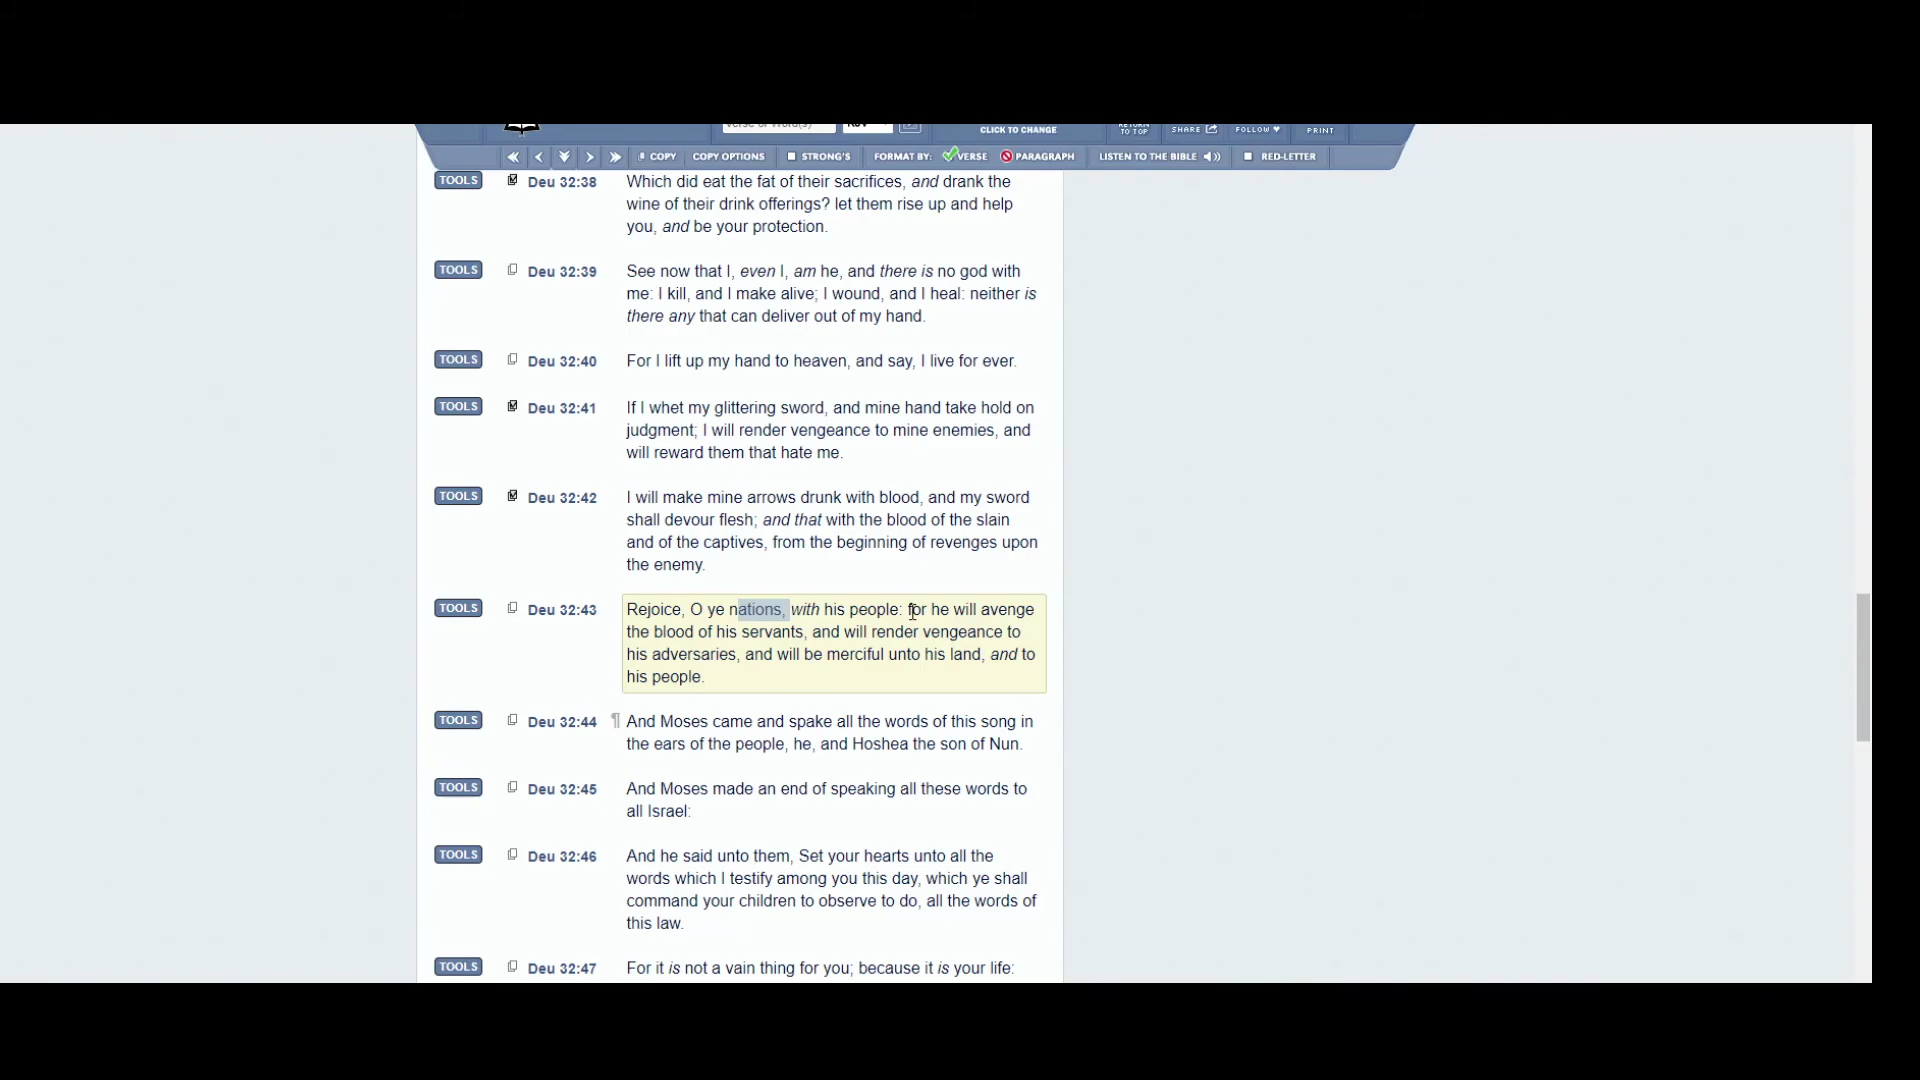 CLICK TO CHANGE
RETURN
TO TOP
SHARE
FOLLOW
PRINT
COPY
COPY OPTIONS
STRONG'S
FORMAT BY:
VERSE
PARAGRAPH
LISTEN TO THE BIBLE
RED-LETTER
TOOLS
Deu 32:38
Which did eat the fat of their sacrifices, and drank the
wine of their drink offerings? let them rise up and help
you, and be your protection.
TOOLS
Deu 32:39
See now that I, even I, am he, and there is no god with
me: I kill, and I make alive; I wound, and I heal: neither is
there any that can deliver out of my hand.
TOOLS
Deu 32:40
For I lift up my hand to heaven, and say, I live for ever.
TOOLS
Deu 32:41
If I whet my glittering sword, and mine hand take hold on
judgment; I will render vengeance to mine enemies, and
will reward them that hate me.
TOOLS
Deu 32:42
I will make mine arrows drunk with blood, and my sword
shall devour flesh; and that with the blood of the slain
and of the captives, from the beginning of revenges upon
the enemy.
TOOLS
Deu 32:43
Rejoice, O ye nations, with his people: for he will avenge
the blood of his servants, and will render vengeance to
his adversaries, and will be merciful unto his land, and to
his people.
TOOLS
Deu 32:44
¶ And Moses came and spake all the words of this song in
the ears of the people, he, and Hoshea the son of Nun.
TOOLS
Deu 32:45
And Moses made an end of speaking all these words to
all Israel:
TOOLS
Deu 32:46
And he said unto them, Set your hearts unto all the
words which I testify among you this day, which ye shall
command your children to observe to do, all the words of
this law.
TOOLS
Deu 32:47
For it is not a vain thing for you; because it is your life: